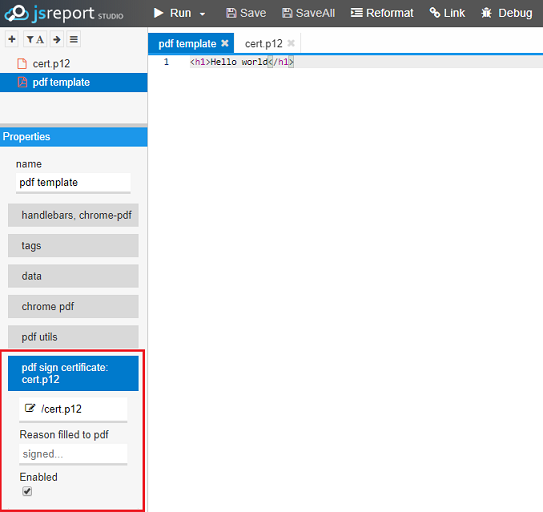 jsreport STUDIO
Run Save SaveAll Reformat Link Debug
A
cert.p12
pdf template
pdf template cert.p12
1 <h1>Hello world</h1>
Properties
name
pdf template
handlebars, chrome-pdf
tags
data
chrome pdf
pdf utils
pdf sign certificate:
cert.p12
/cert.p12
Reason filled to pdf
signed...
Enabled